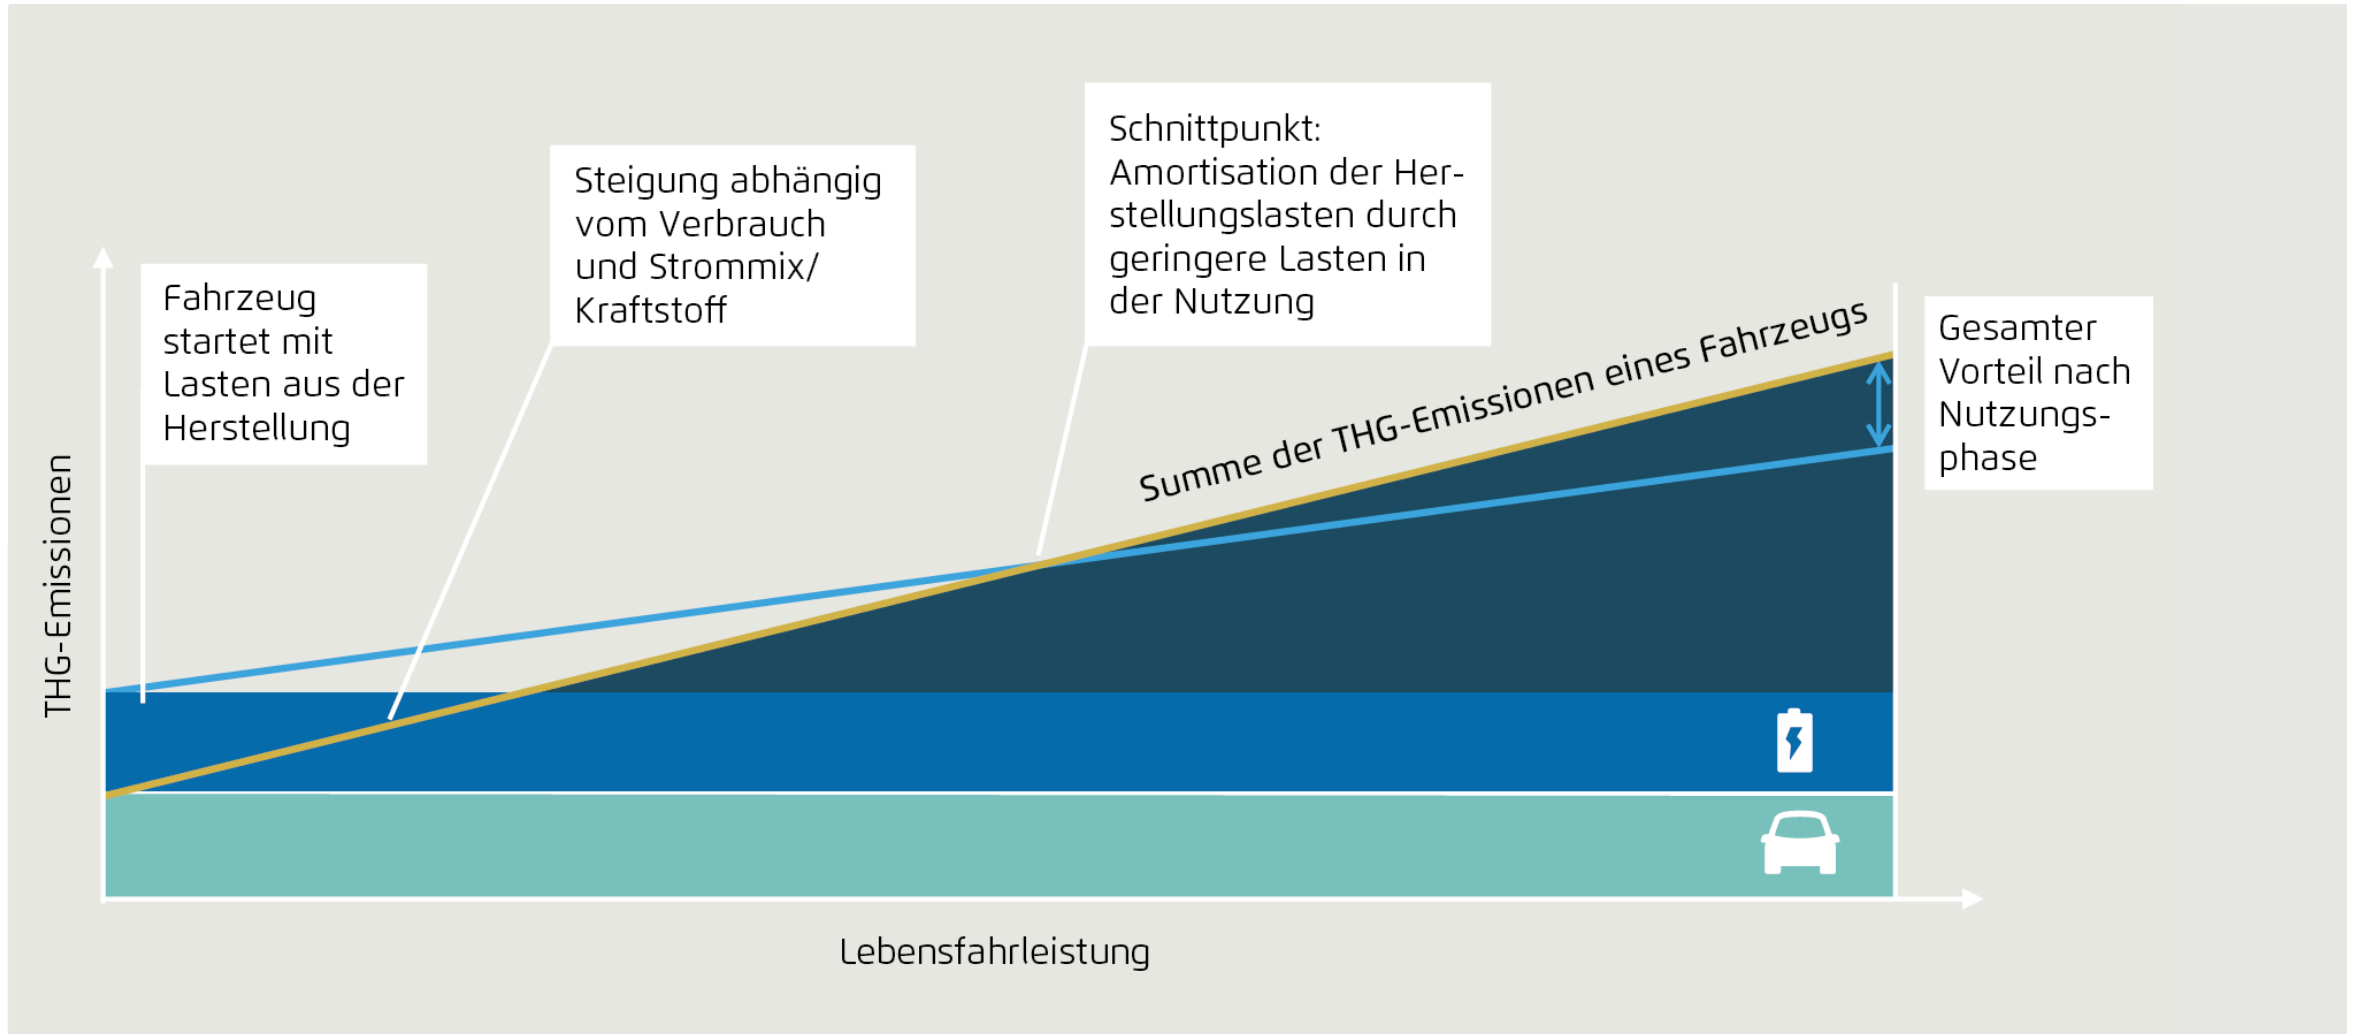 Fahrzeug
startet mit
Lasten aus der
Herstellung
Steigung abhängig
vom Verbrauch
und Strommix/
Kraftstoff
Schnittpunkt:
Amortisation der Her-
stellungslasten durch
geringere Lasten in
der Nutzung
Summe der THG-Emissionen eines Fahrzeugs
Gesamter
Vorteil nach
Nutzungs-
phase
THG-Emissionen
Lebensfahrleistung